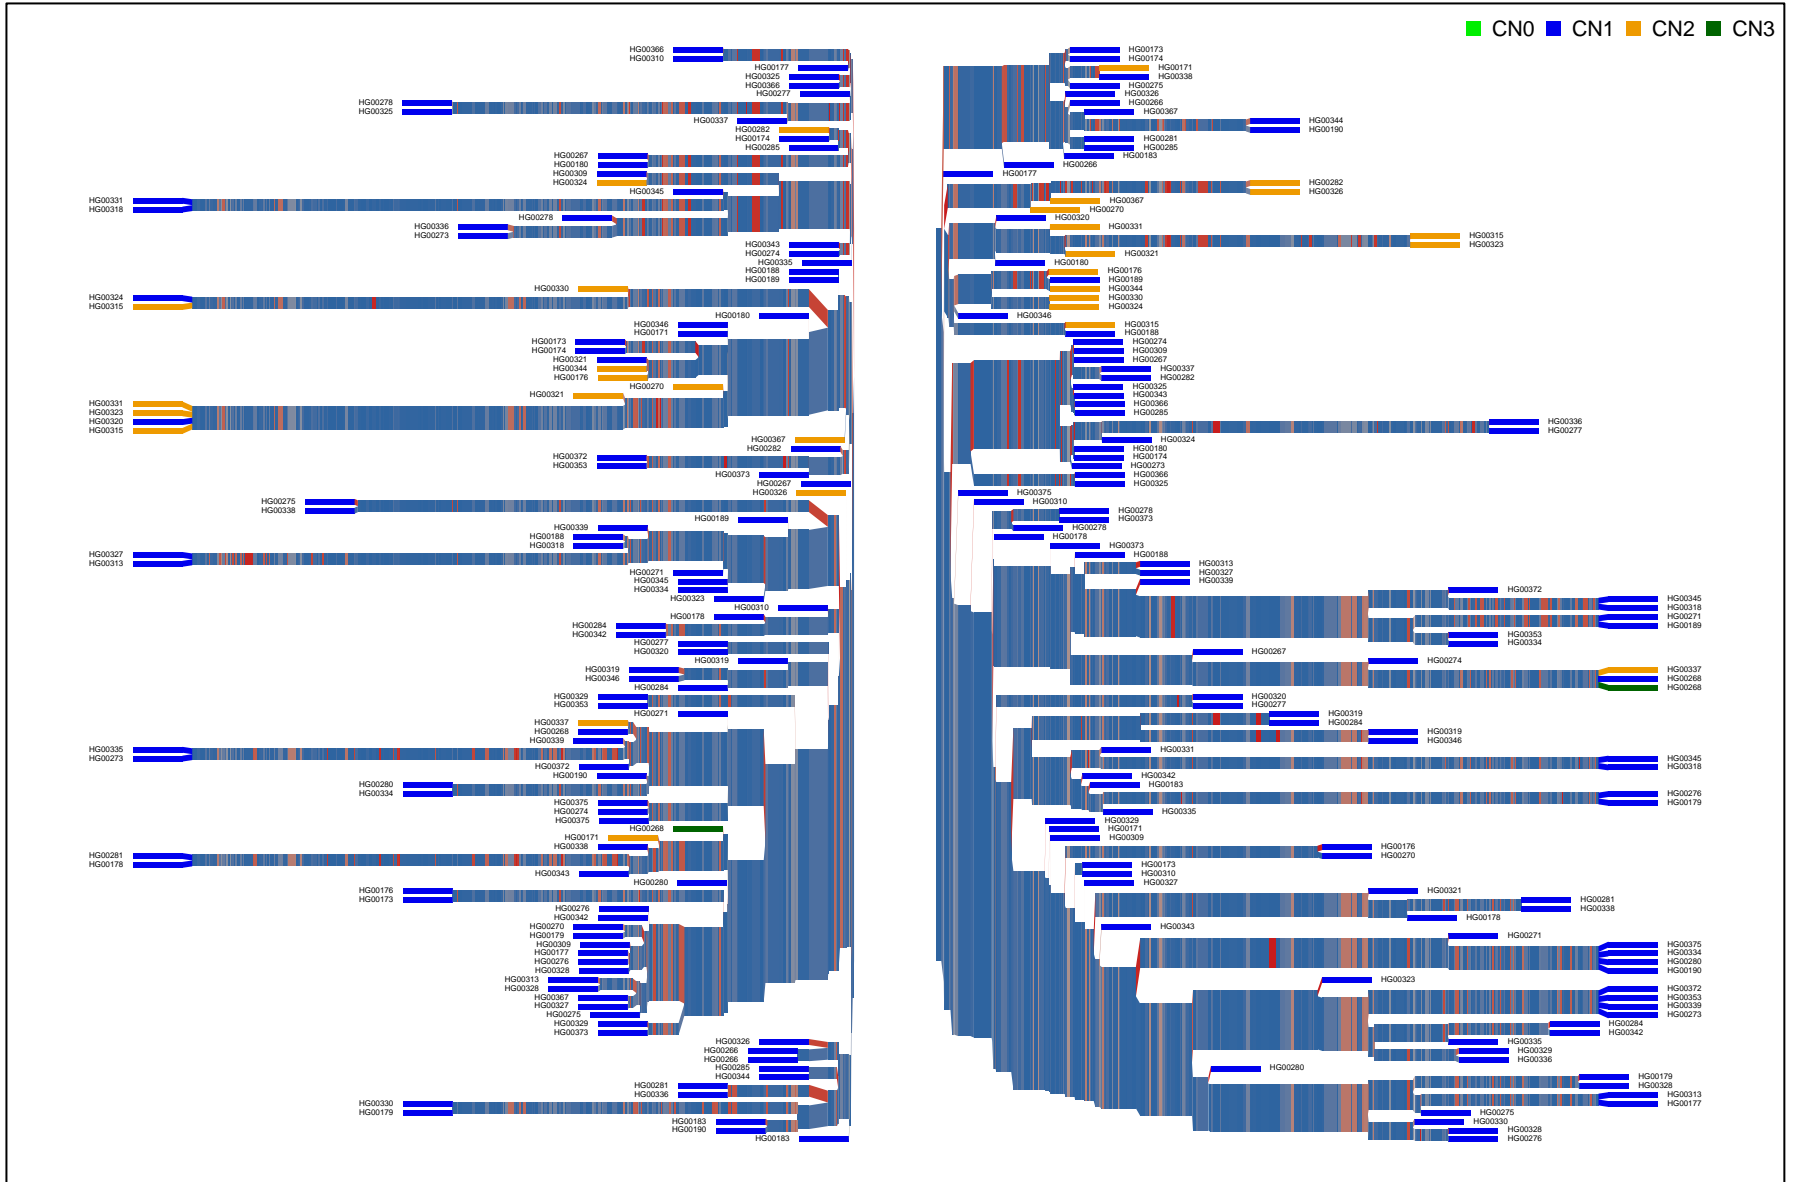 CN0 CN1 CN2 CN3
HG00366
HG00310
HG00177
HG00325
HG00366
HG00277
HG00278
HG00325
HG00337
HG00282
HG00174
HG00285
HG00267
HG00180
HG00309
HG00324
HG00345
HG00331
HG00318
HG00278
HG00336
HG00273
HG00343
HG00274
HG00335
HG00188
HG00189
HG00330
HG00324
HG00315
HG00180
HG00346
HG00171
HG00173
HG00174
HG00321
HG00344
HG00176
HG00270
HG00321
HG00331
HG00323
HG00320
HG00315
HG00367
HG00282
HG00372
HG00353
HG00373
HG00267
HG00326
HG00275
HG00338
HG00189
HG00339
HG00188
HG00318
HG00327
HG00313
HG00271
HG00345
HG00334
HG00323
HG00310
HG00178
HG00284
HG00342
HG00277
HG00320
HG00319
HG00319
HG00346
HG00284
HG00329
HG00353
HG00271
HG00337
HG00268
HG00339
HG00335
HG00273
HG00372
HG00190
HG00280
HG00334
HG00375
HG00274
HG00375
HG00268
HG00171
HG00338
HG00281
HG00178
HG00343
HG00280
HG00176
HG00173
HG00276
HG00342
HG00270
HG00179
HG00309
HG00177
HG00276
HG00328
HG00313
HG00328
HG00367
HG00327
HG00275
HG00329
HG00373
HG00326
HG00266
HG00266
HG00285
HG00344
HG00281
HG00336
HG00330
HG00179
HG00183
HG00190
HG00183
HG00173
HG00174
HG00171
HG00338
HG00275
HG00326
HG00266
HG00367
HG00344
HG00190
HG00281
HG00285
HG00183
HG00266
HG00177
HG00282
HG00326
HG00367
HG00270
HG00320
HG00331
HG00315
HG00323
HG00321
HG00180
HG00176
HG00189
HG00344
HG00330
HG00324
HG00346
HG00315
HG00188
HG00274
HG00309
HG00267
HG00337
HG00282
HG00325
HG00343
HG00366
HG00285
HG00336
HG00277
HG00324
HG00180
HG00174
HG00273
HG00366
HG00325
HG00375
HG00310
HG00278
HG00373
HG00278
HG00178
HG00373
HG00188
HG00313
HG00327
HG00339
HG00372
HG00345
HG00318
HG00271
HG00189
HG00353
HG00334
HG00267
HG00274
HG00337
HG00268
HG00268
HG00320
HG00277
HG00319
HG00284
HG00319
HG00346
HG00331
HG00345
HG00318
HG00342
HG00183
HG00276
HG00179
HG00335
HG00329
HG00171
HG00309
HG00176
HG00270
HG00173
HG00310
HG00327
HG00321
HG00281
HG00338
HG00178
HG00343
HG00271
HG00375
HG00334
HG00280
HG00190
HG00323
HG00372
HG00353
HG00339
HG00273
HG00284
HG00342
HG00335
HG00329
HG00336
HG00280
HG00179
HG00328
HG00313
HG00177
HG00275
HG00330
HG00328
HG00276